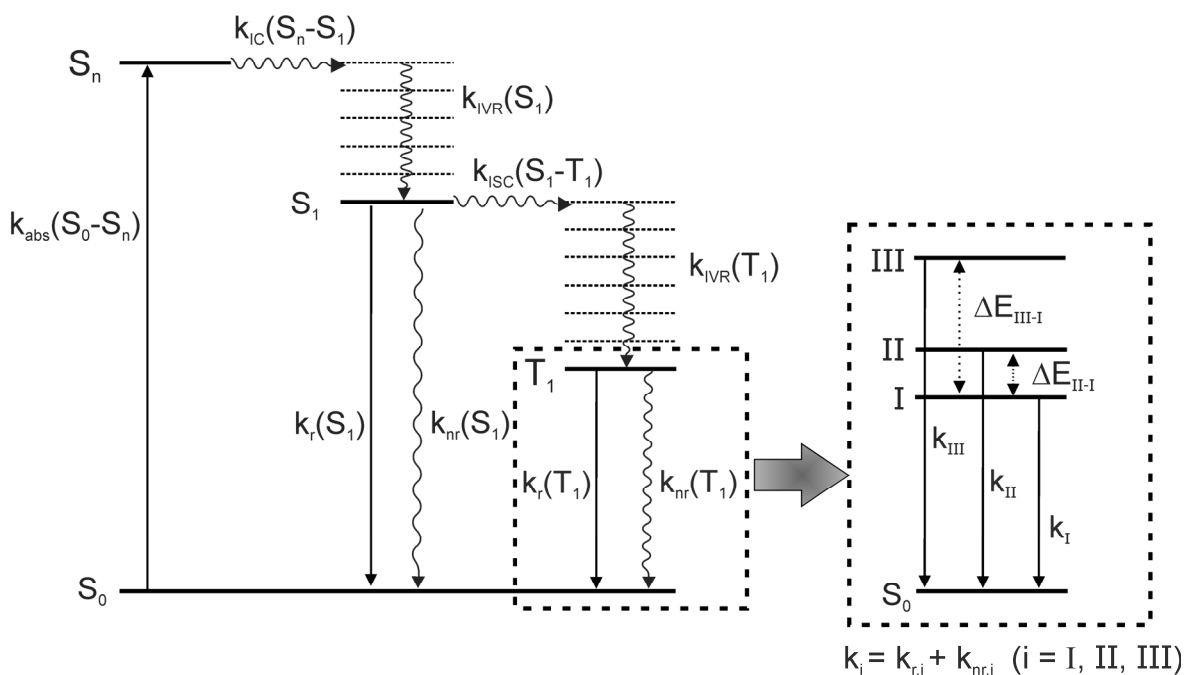 k_IC(S_n-S_1)
S_n
k_IVR(S_1)
k_ISC(S_1-T_1)
S_1
k_abs(S_0-S_n)
k_IVR(T_1)
T_1
k_r(S_1)
k_nr(S_1)
k_r(T_1)
k_nr(T_1)
S_0
III
ΔE_III-I
II
ΔE_II-I
I
k_III
k_II
k_I
S_0
k_i = k_r,i + k_nr,i (i = I, II, III)